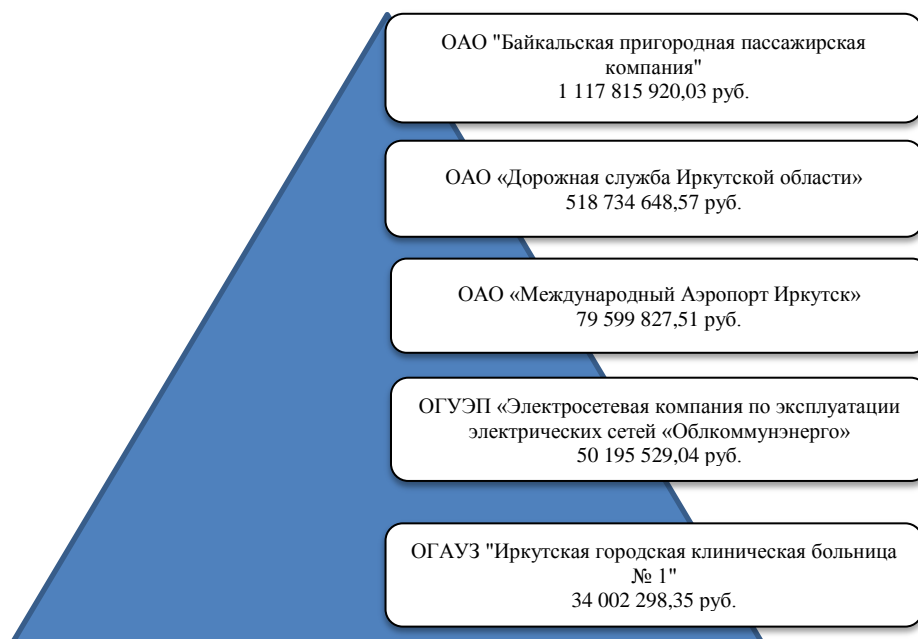 ОАО "Байкальская пригородная пассажирская
компания"
1 117 815 920,03 руб.
ОАО «Дорожная служба Иркутской области»
518 734 648,57 руб.
ОАО «Международный Аэропорт Иркутск»
79 599 827,51 руб.
ОГУЭП «Электросетевая компания по эксплуатации
электрических сетей «Облкоммунэнерго»
50 195 529,04 руб.
ОГАУЗ "Иркутская городская клиническая больница
№ 1"
34 002 298,35 руб.